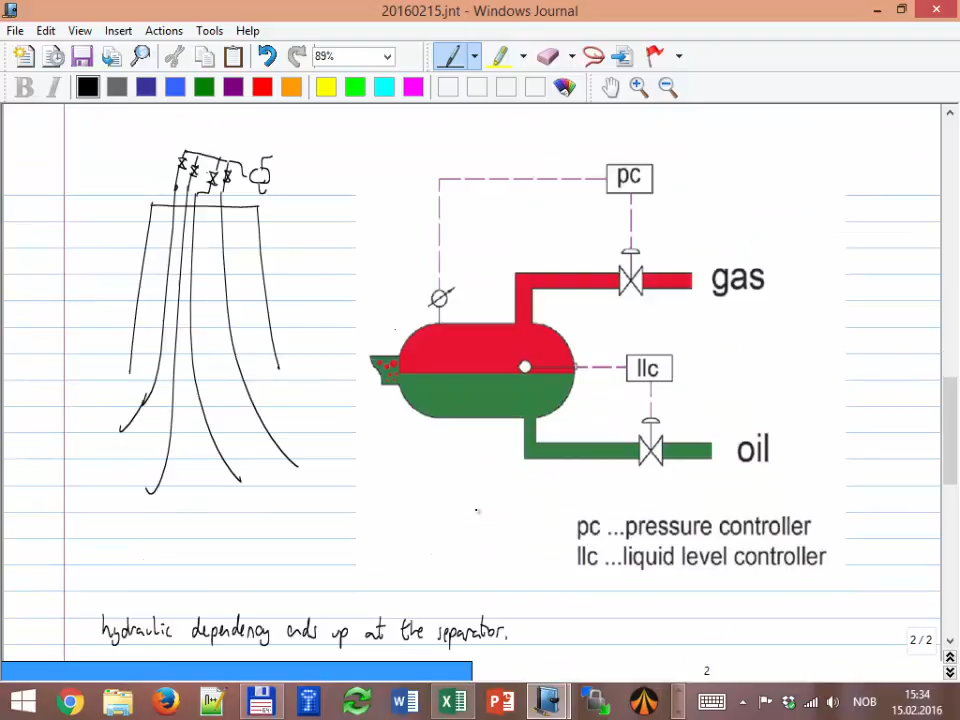 20160215.jnt - Windows Journal
File Edit View Insert Actions Tools Help
89%
B I
pc
gas
llc
oil
pc ...pressure controller
llc ...liquid level controller
hydraulic dependency ends up at the separator.
2 / 2
2
NOB
15:34
15.02.2016